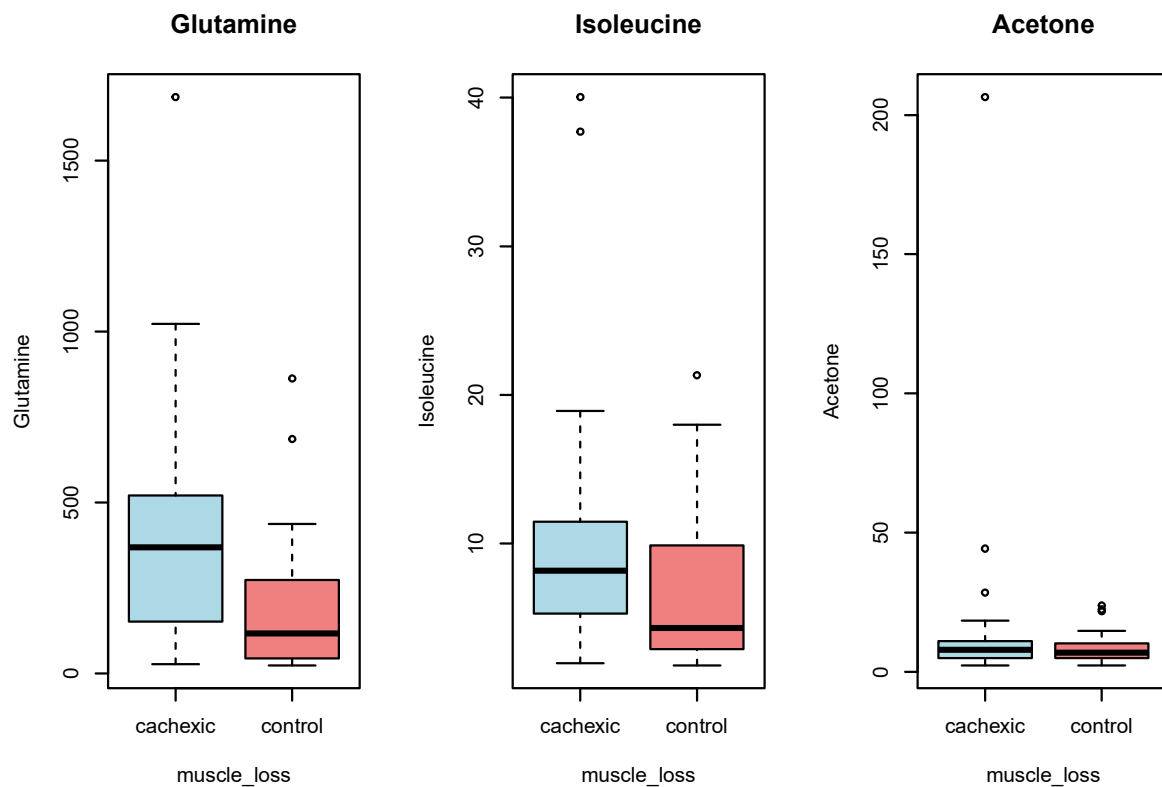 Glutamine
Glutamine
0
500
1000
1500
cachexic control
muscle_loss
Isoleucine
Isoleucine
10
20
30
40
cachexic control
muscle_loss
Acetone
Acetone
0
50
100
150
200
cachexic control
muscle_loss